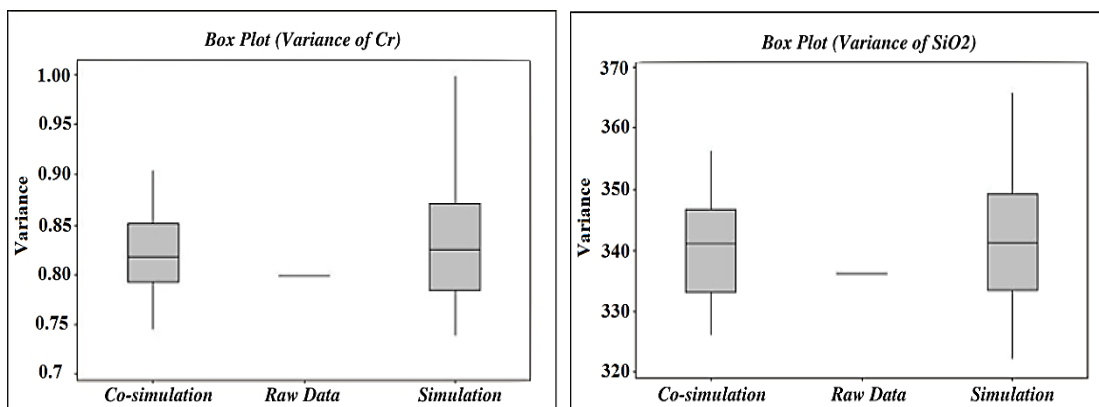 Box Plot (Variance of Cr)
Variance
1.00
0.95
0.90
0.85
0.80
0.75
0.7
Co-simulation Raw Data Simulation
Box Plot (Variance of SiO2)
Variance
370
360
350
340
330
320
Co-simulation Raw Data Simulation